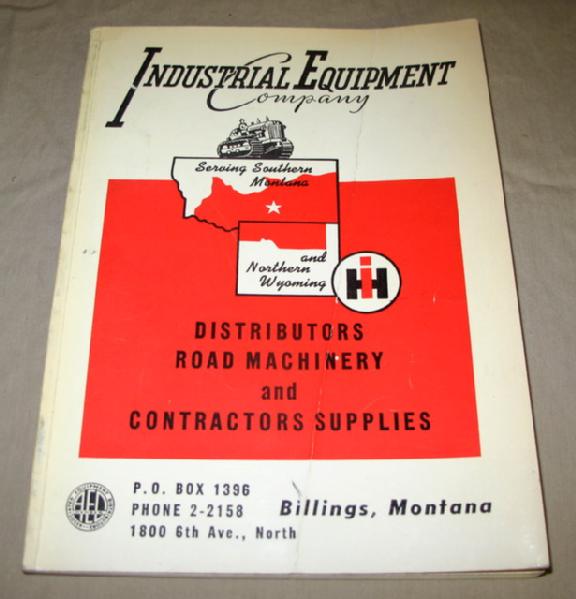 INDUSTRIAL EQUIPMENT
Company
Serving Southern
Montana
and
Northern
Wyoming
IH
DISTRIBUTORS
ROAD MACHINERY
and
CONTRACTORS SUPPLIES
AED
P.O. BOX 1396
PHONE 2-2158
1800 6th Ave., North
Billings, Montana